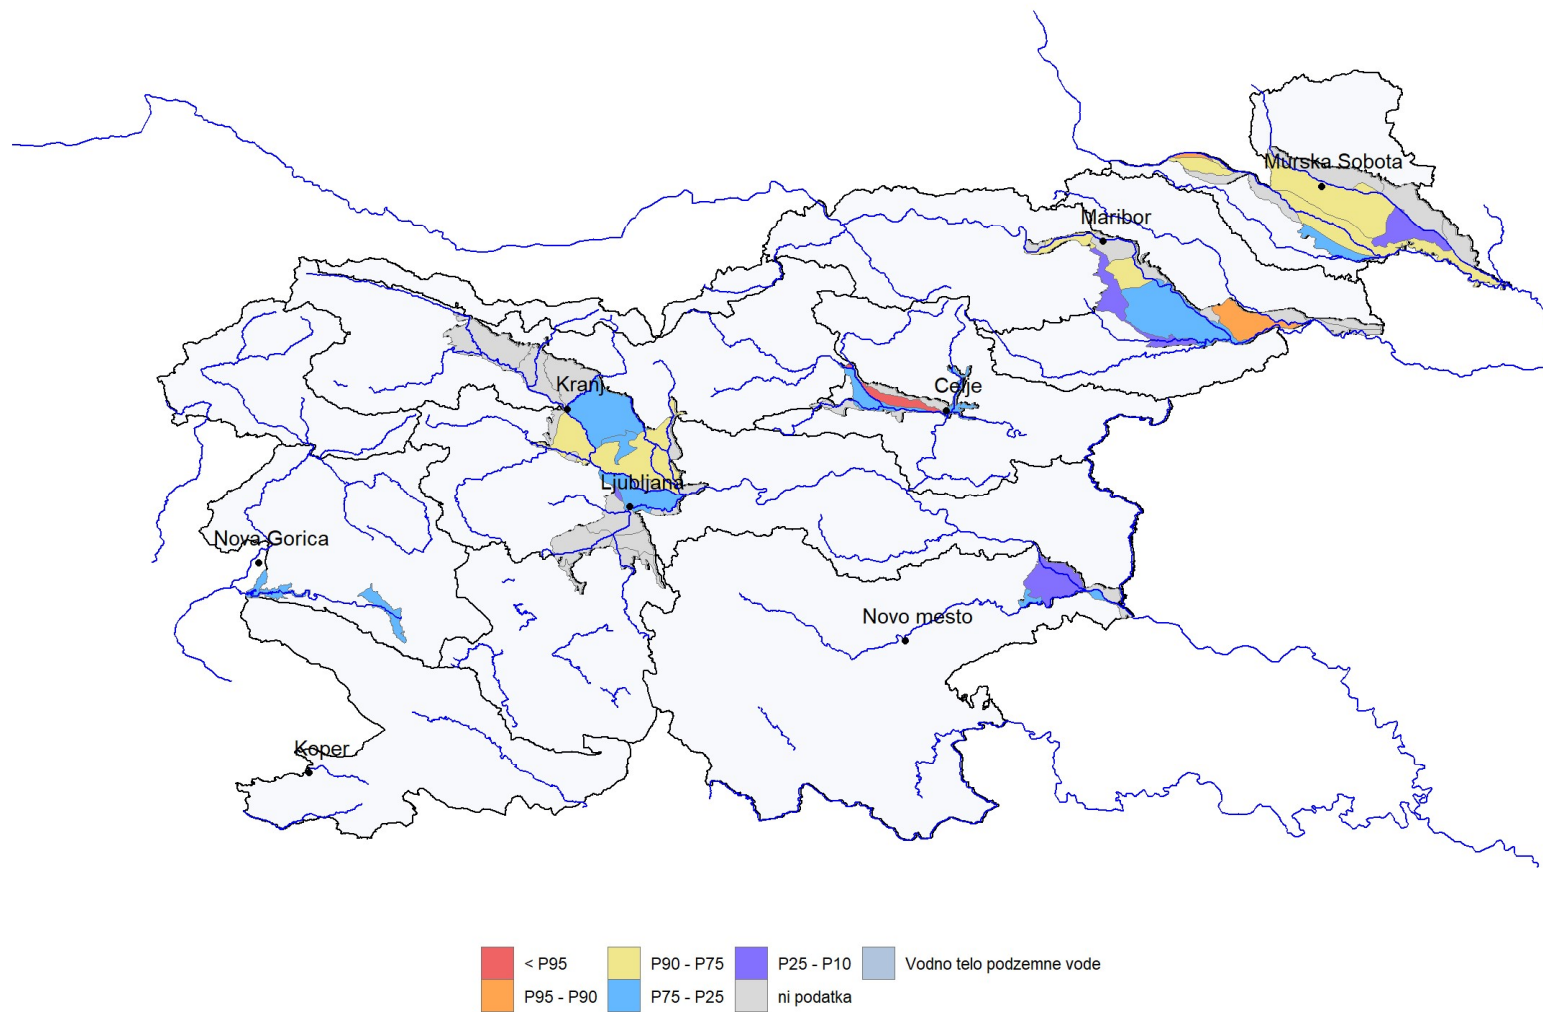 Murska Sobota
Maribor
Kranj
Celje
Ljubljana
Nova Gorica
Novo mesto
Koper
< P95
P90 - P75
P25 - P10
Vodno telo podzemne vode
P95 - P90
P75 - P25
ni podatka